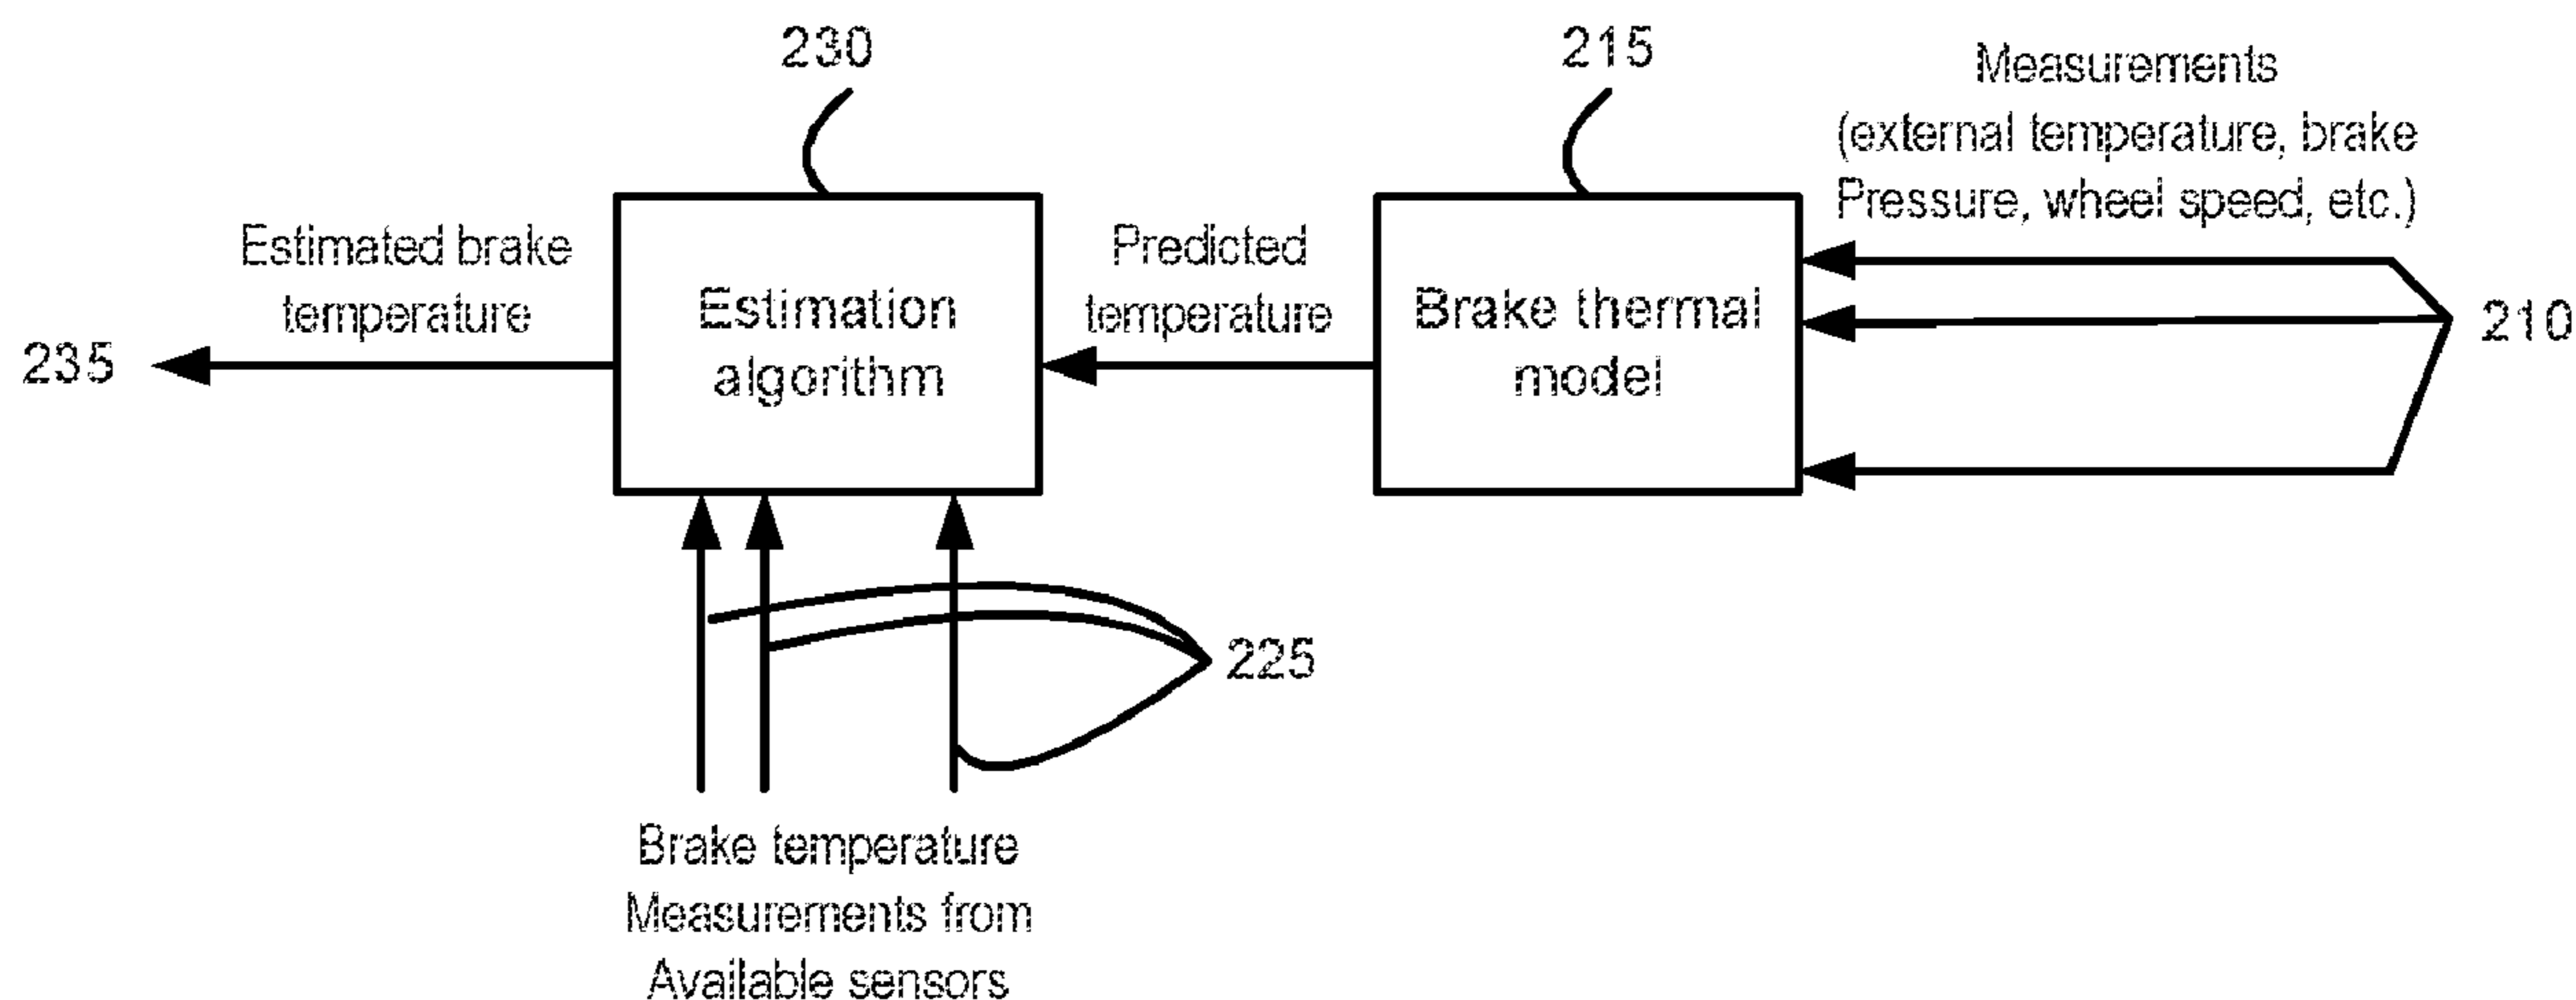 230
215
Measurements
(external temperature, brake
Pressure, wheel speed, etc.)
Estimated brake
temperature
Predicted
temperature
Estimation
algorithm
Brake thermal
model
210
235
225
Brake temperature
Measurements from
Available sensors